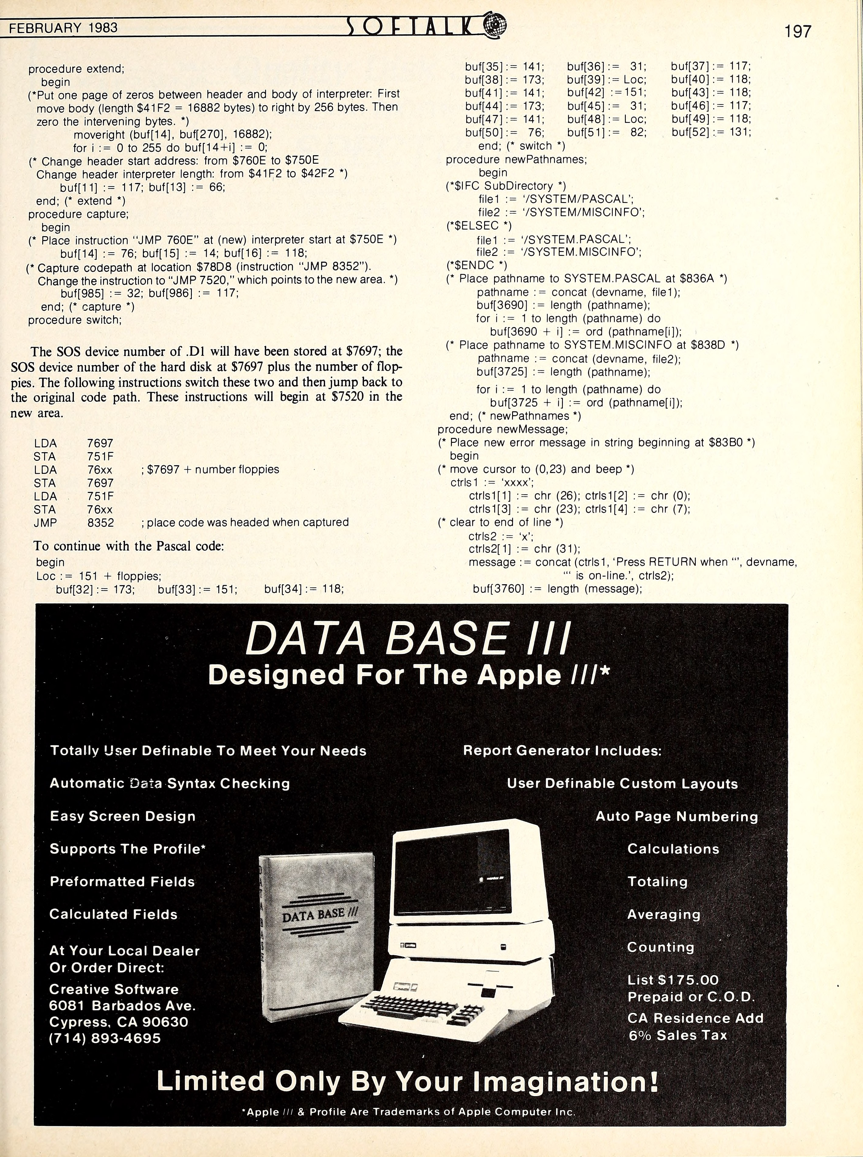 FEBRUARY 1983
SOFTALK
197
procedure extend;
begin
(*Put one page of zeros between header and body of interpreter: First
move body (length $41F2 = 16882 bytes) to right by 256 bytes. Then
zero the intervening bytes. *)
moveright (buf[14], buf[270], 16882);
for i := 0 to 255 do buf[14+i] := 0;
(* Change header start address: from $760E to $750E
Change header interpreter length: from $41F2 to $42F2 *)
buf[11] := 117; buf[13] := 66;
end; (* extend *)
procedure capture;
begin
(* Place instruction "JMP 760E" at (new) interpreter start at $750E *)
buf[14] := 76; buf[15] := 14; buf[16] := 118;
(* Capture codepath at location $78D8 (instruction "JMP 8352").
Change the instruction to "JMP 7520," which points to the new area. *)
buf[985] := 32; buf[986] := 117;
end; (* capture *)
procedure switch;
The SOS device number of .D1 will have been stored at $7697; the
SOS device number of the hard disk at $7697 plus the number of flop-
pies. The following instructions switch these two and then jump back to
the original code path. These instructions will begin at $7520 in the
new area.
LDA 7697
STA 751F
LDA 76xx ; $7697 + number floppies
STA 7697
LDA 751F
STA 76xx
JMP 8352 ; place code was headed when captured
To continue with the Pascal code:
begin
Loc := 151 + floppies;
buf[32] := 173; buf[33] := 151; buf[34] := 118;
buf[35] := 141; buf[36] := 31; buf[37] := 117;
buf[38] := 173; buf[39] := Loc; buf[40] := 118;
buf[41] := 141; buf[42] :=151; buf[43] := 118;
buf[44] := 173; buf[45] := 31; buf[46] := 117;
buf[47] := 141; buf[48] := Loc; buf[49] := 118;
buf[50] := 76; buf[51] := 82; buf[52] := 131;
end; (* switch *)
procedure newPathnames;
begin
(*$IFC SubDirectory *)
file1 := '/SYSTEM/PASCAL';
file2 := '/SYSTEM/MISCINFO';
(*$ELSEC *)
file1 := '/SYSTEM.PASCAL';
file2 := '/SYSTEM.MISCINFO';
(*$ENDC *)
(* Place pathname to SYSTEM.PASCAL at $836A *)
pathname := concat (devname, file1);
buf[3690] := length (pathname);
for i := 1 to length (pathname) do
buf[3690 + i] := ord (pathname[i]);
(* Place pathname to SYSTEM.MISCINFO at $838D *)
pathname := concat (devname, file2);
buf[3725] := length (pathname);
for i := 1 to length (pathname) do
buf[3725 + i] := ord (pathname[i]);
end; (* newPathnames *)
procedure newMessage;
(* Place new error message in string beginning at $83B0 *)
begin
(* move cursor to (0,23) and beep *)
ctrls1 := 'xxxx';
ctrls1[1] := chr (26); ctrls1[2] := chr (0);
ctrls1[3] := chr (23); ctrls1[4] := chr (7);
(* clear to end of line *)
ctrls2 := 'x';
ctrls2[1] := chr (31);
message := concat (ctrls1, 'Press RETURN when "', devname,
'" is on-line.', ctrls2);
buf[3760] := length (message);
DATA BASE ///
Designed For The Apple ///*
Totally User Definable To Meet Your Needs
Automatic Data Syntax Checking
Easy Screen Design
Supports The Profile*
Preformatted Fields
Calculated Fields
At Your Local Dealer
Or Order Direct:
Creative Software
6081 Barbados Ave.
Cypress, CA 90630
(714) 893-4695
DATA BASE ///
Report Generator Includes:
User Definable Custom Layouts
Auto Page Numbering
Calculations
Totaling
Averaging
Counting
List $175.00
Prepaid or C.O.D.
CA Residence Add
6% Sales Tax
Limited Only By Your Imagination!
*Apple /// & Profile Are Trademarks of Apple Computer Inc.